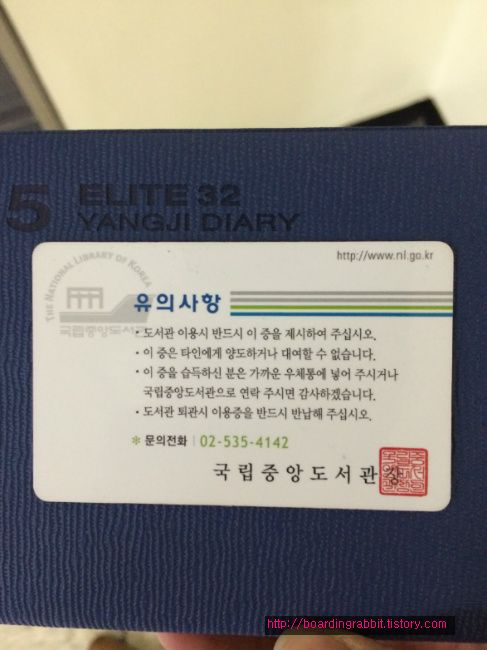 5 ELITE 32
YANGJI DIARY
http://www.nl.go.kr
THE NATIONAL LIBRARY OF KOREA
국립중앙도서관
유의사항
· 도서관 이용시 반드시 이 증을 제시하여 주십시오.
· 이 증은 타인에게 양도하거나 대여할 수 없습니다.
· 이 증을 습득하신 분은 가까운 우체통에 넣어 주시거나
국립중앙도서관으로 연락 주시면 감사하겠습니다.
· 도서관 퇴관시 이용증을 반드시 반납해 주십시오.
* 문의전화 | 02-535-4142
국립중앙도서관장
http://boardingrabbit.tistory.com